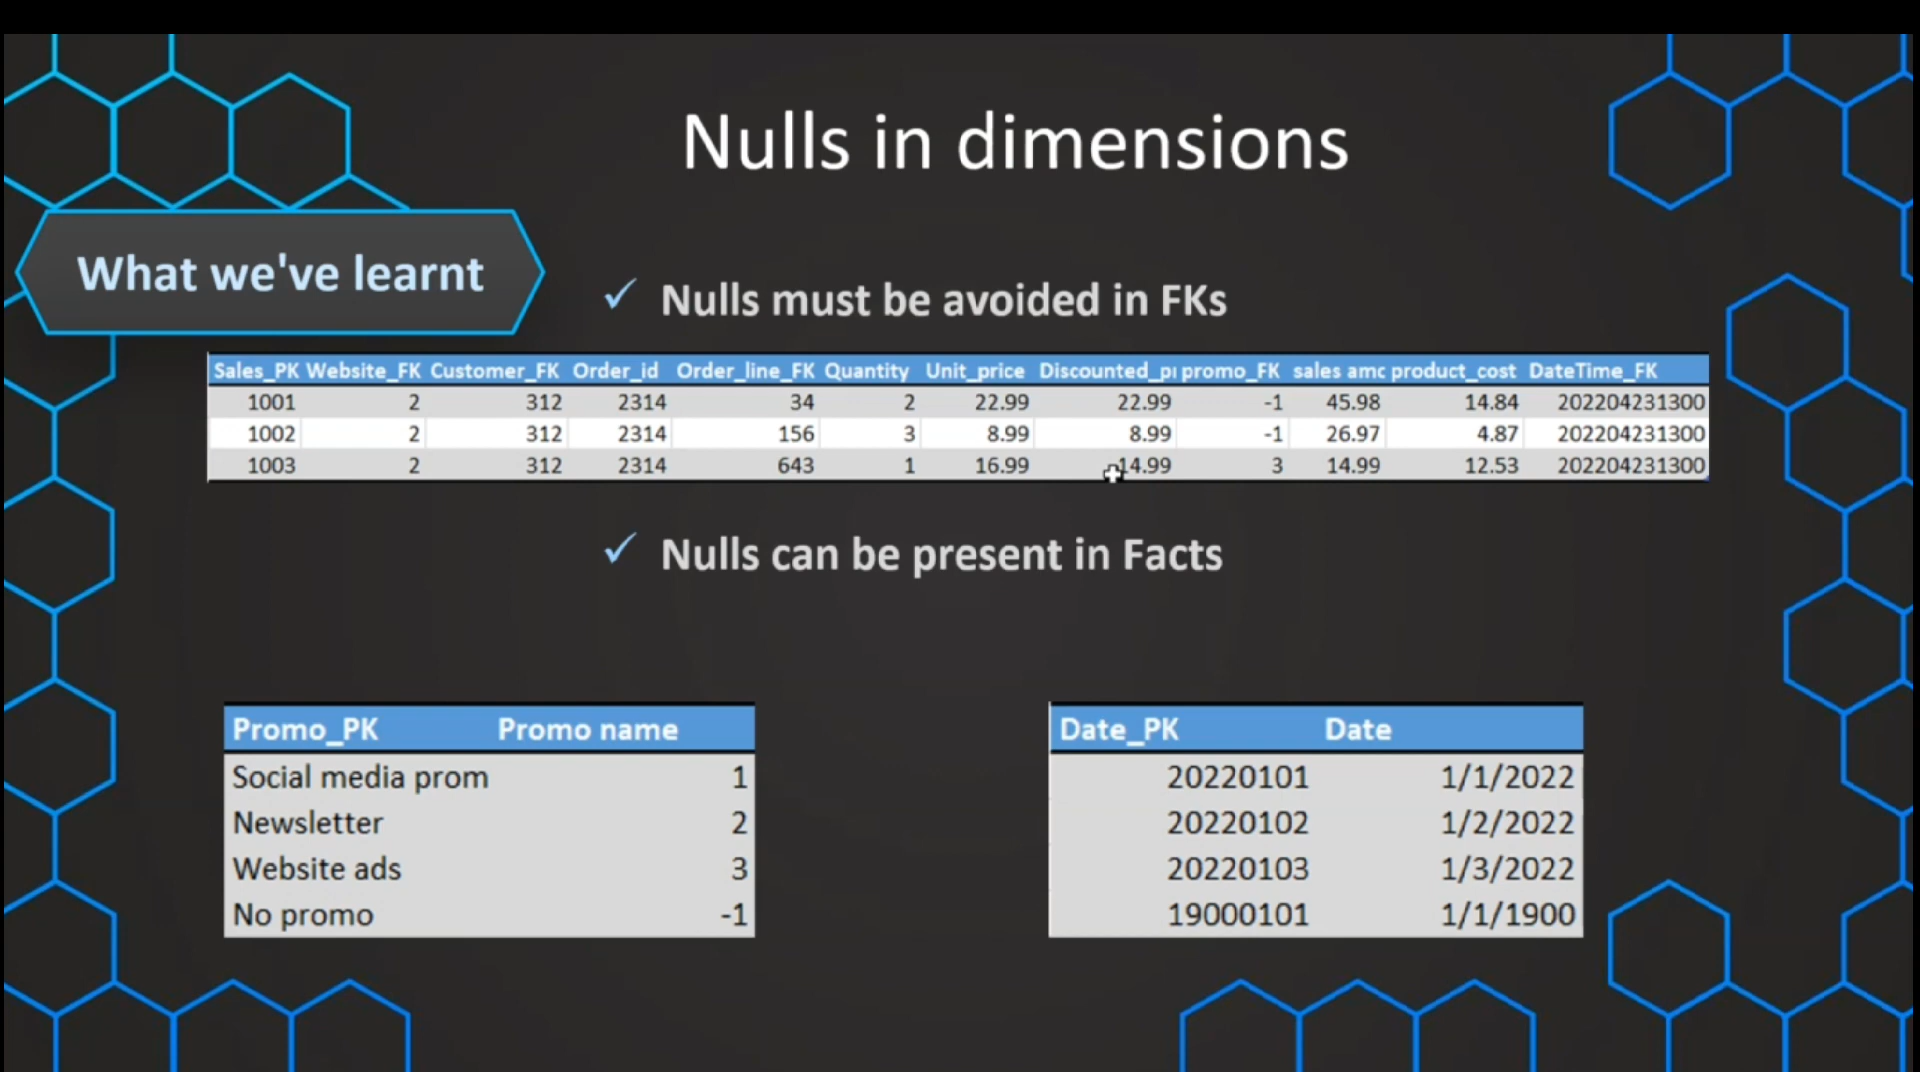 Nulls in dimensions
What we've learnt
✓ Nulls must be avoided in FKs
Sales_PK Website_FK Customer_FK Order_id Order_line_FK Quantity Unit_price Discounted_pr promo_FK sales amc product_cost DateTime_FK
1001 2 312 2314 34 2 22.99 22.99 -1 45.98 14.84 202204231300
1002 2 312 2314 156 3 8.99 8.99 -1 26.97 4.87 202204231300
1003 2 312 2314 643 1 16.99 14.99 3 14.99 12.53 202204231300
✓ Nulls can be present in Facts
Promo_PK Promo name
Social media prom 1
Newsletter 2
Website ads 3
No promo -1
Date_PK Date
20220101 1/1/2022
20220102 1/2/2022
20220103 1/3/2022
19000101 1/1/1900